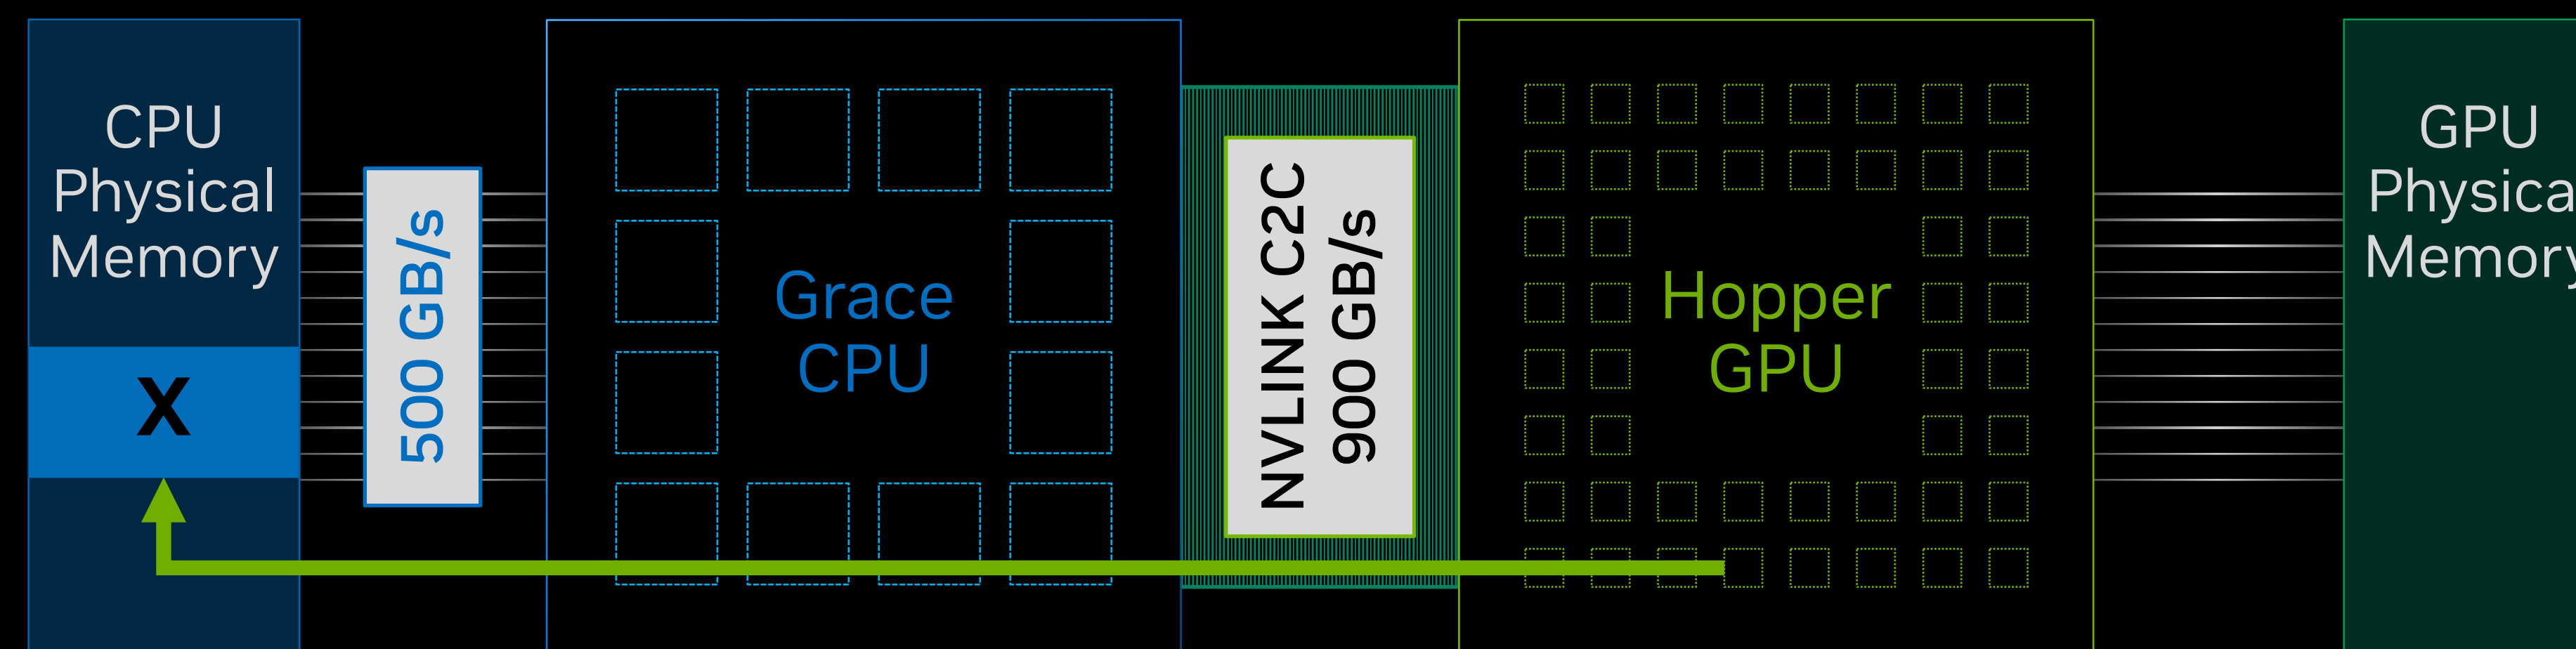 CPU
Physical
Memory
X
500 GB/s
Grace
CPU
NVLINK C2C
900 GB/s
Hopper
GPU
GPU
Physica
Memory